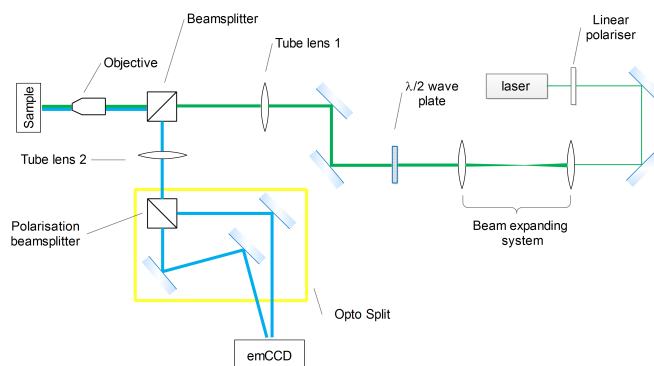 Beamsplitter
Linear
polariser
Tube lens 1
Objective
λ/2 wave
plate
laser
Sample
Tube lens 2
Polarisation
beamsplitter
Beam expanding
system
Opto Split
emCCD